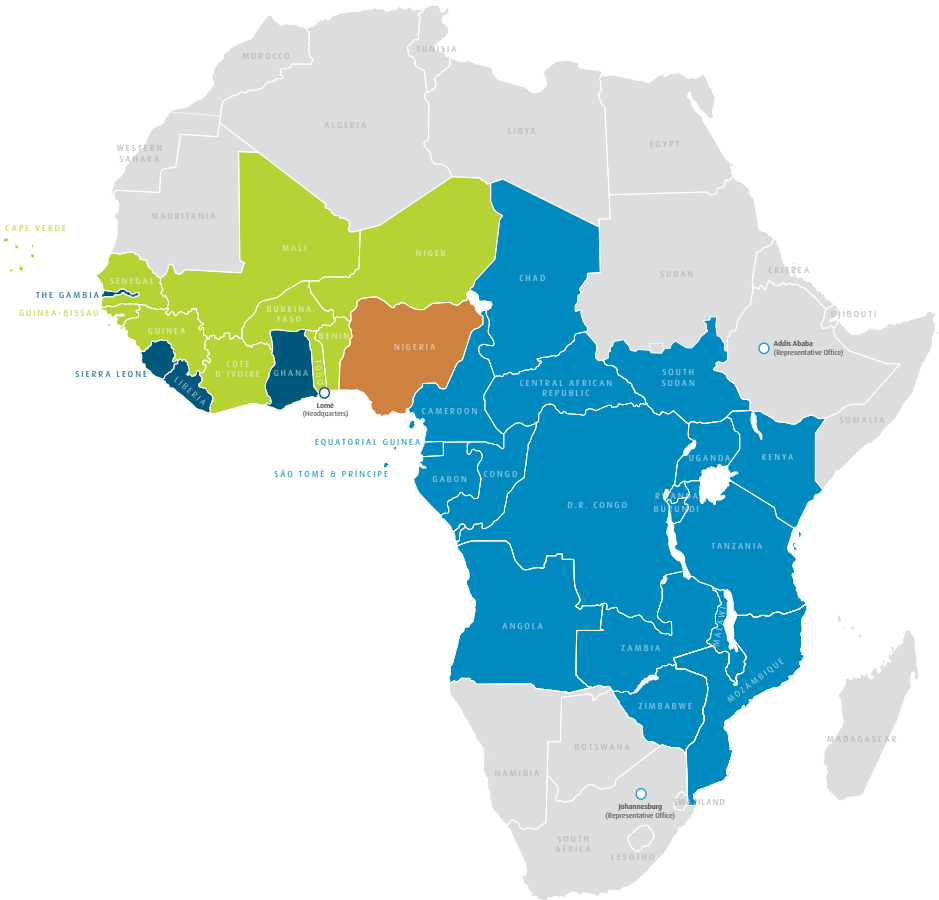 TUNISIA
MOROCCO
ALGERIA
LIBYA
EGYPT
WESTERN
SAHARA
MAURITANIA
CAPE VERDE
MALI
NIGER
CHAD
SUDAN
ERITREA
SENEGAL
THE GAMBIA
GUINEA-BISSAU
BURKINA
FASO
DJIBOUTI
GUINEA
BENIN
NIGERIA
Addis Ababa
(Representative Office)
CÔTE
D'IVOIRE
GHANA
TOGO
SIERRA LEONE
LIBERIA
SOUTH
SUDAN
CENTRAL AFRICAN
REPUBLIC
Lomé
(Headquarters)
CAMEROON
SOMALIA
EQUATORIAL GUINEA
UGANDA
KENYA
SÃO TOMÉ & PRÍNCIPE
GABON
CONGO
RWANDA
D.R. CONGO
BURUNDI
TANZANIA
ANGOLA
MALAWI
ZAMBIA
MOZAMBIQUE
ZIMBABWE
MADAGASCAR
BOTSWANA
NAMIBIA
Johannesburg
(Representative Office)
SWAZILAND
SOUTH
AFRICA
LESOTHO